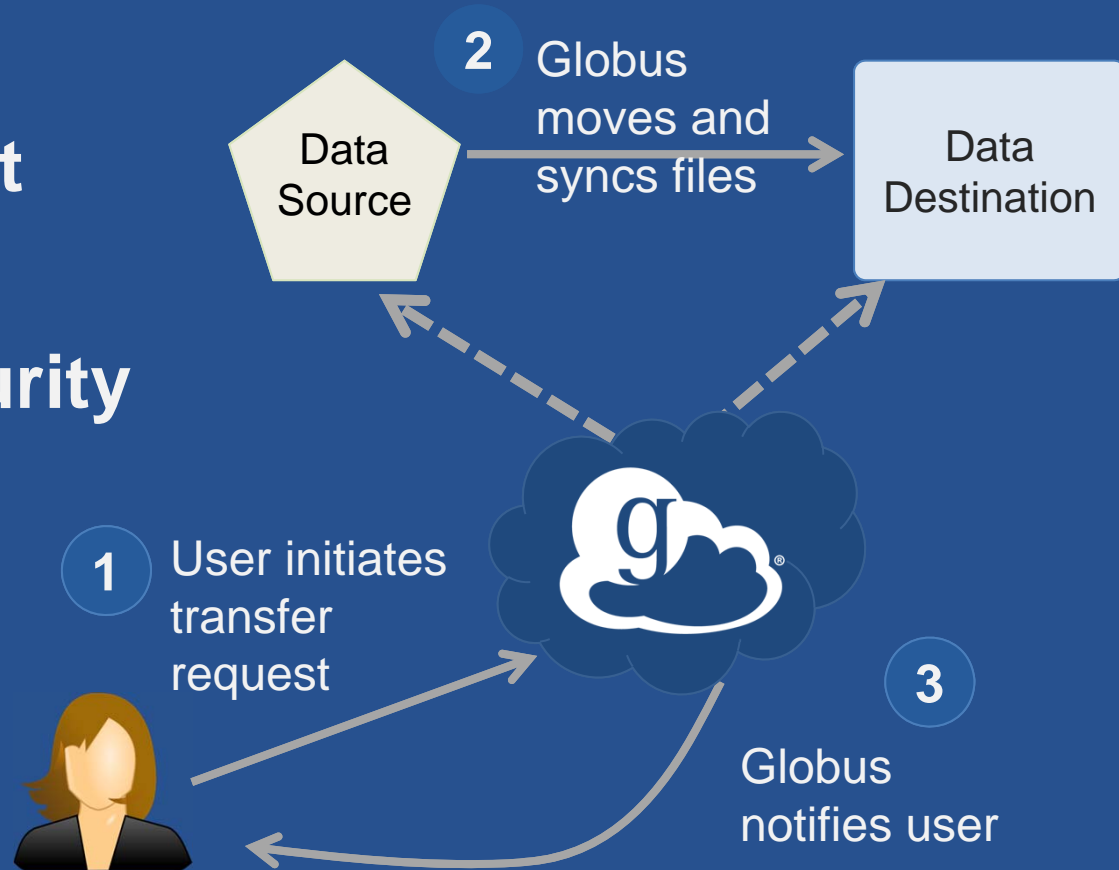 t
urity
2
Globus
moves and
syncs files
Data
Source
Data
Destination
1
User initiates
transfer
request
g
®
3
Globus
notifies user